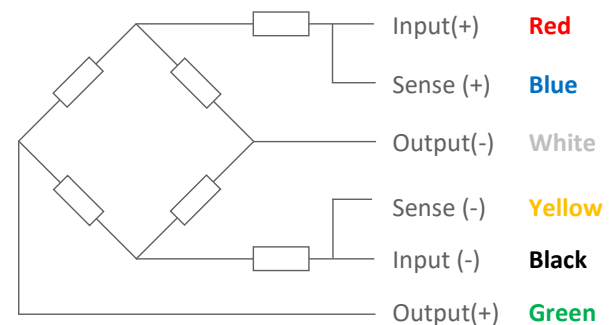 Input(+) Red
Sense (+) Blue
Output(-) White
Sense (-) Yellow
Input (-) Black
Output(+) Green